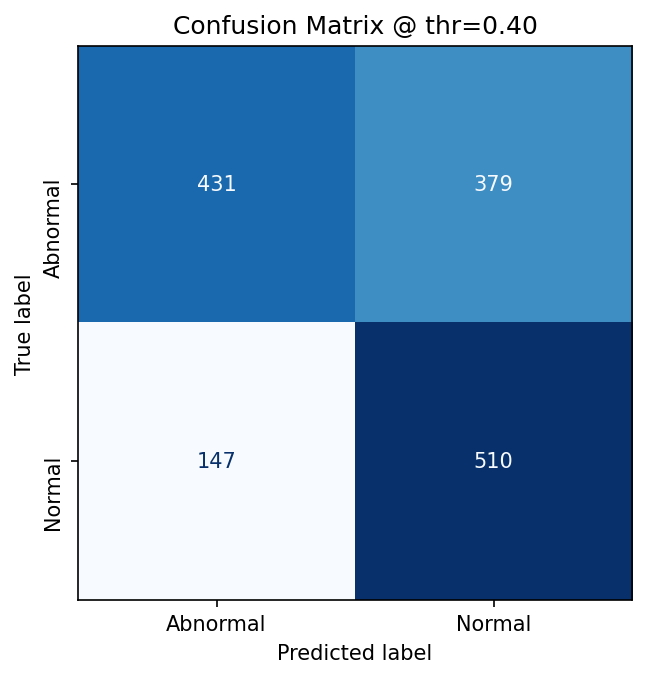 Confusion Matrix @ thr=0.40
True label
Abnormal
431
379
Normal
147
510
Abnormal
Normal
Predicted label